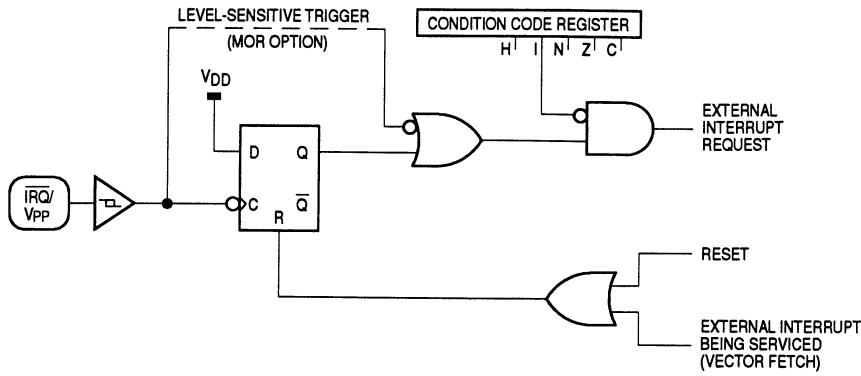 LEVEL-SENSITIVE TRIGGER
(MOR OPTION)
CONDITION CODE REGISTER
H I N Z C
VDD
D Q
C Q̅
R
I̅R̅Q̅/
VPP
EXTERNAL
INTERRUPT
REQUEST
RESET
EXTERNAL INTERRUPT
BEING SERVICED
(VECTOR FETCH)